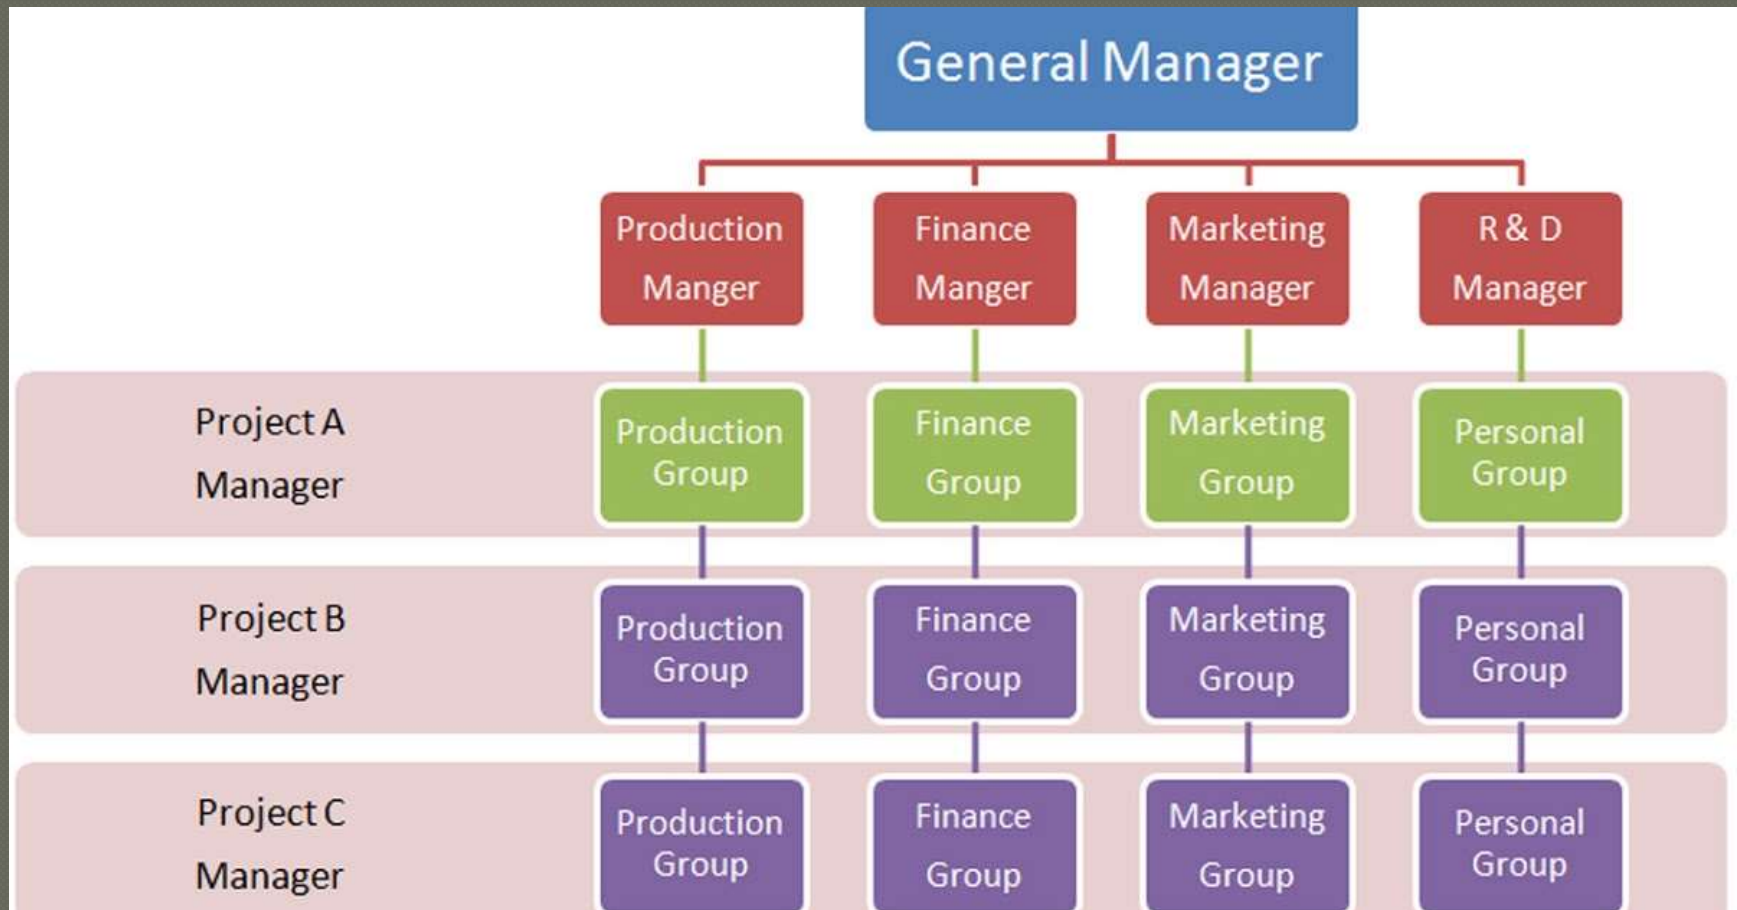 General Manager
Production
Manger
Finance
Manger
Marketing
Manager
R & D
Manager
Project A
Manager
Production
Group
Finance
Group
Marketing
Group
Personal
Group
Project B
Manager
Production
Group
Finance
Group
Marketing
Group
Personal
Group
Project C
Manager
Production
Group
Finance
Group
Marketing
Group
Personal
Group